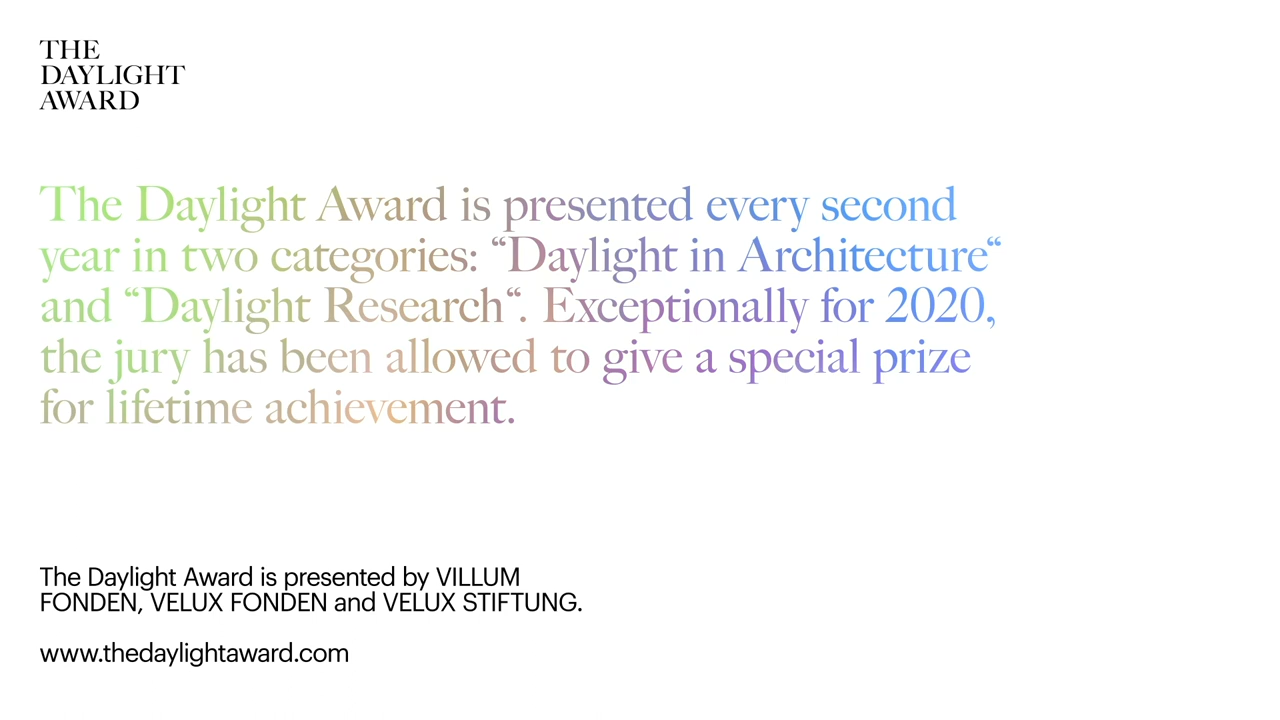 THE
DAYLIGHT
AWARD
The Daylight Award is presented every second
year in two categories: “Daylight in Architecture“
and “Daylight Research“. Exceptionally for 2020,
the jury has been allowed to give a special prize
for lifetime achievement.
The Daylight Award is presented by VILLUM
FONDEN, VELUX FONDEN and VELUX STIFTUNG.
www.thedaylightaward.com